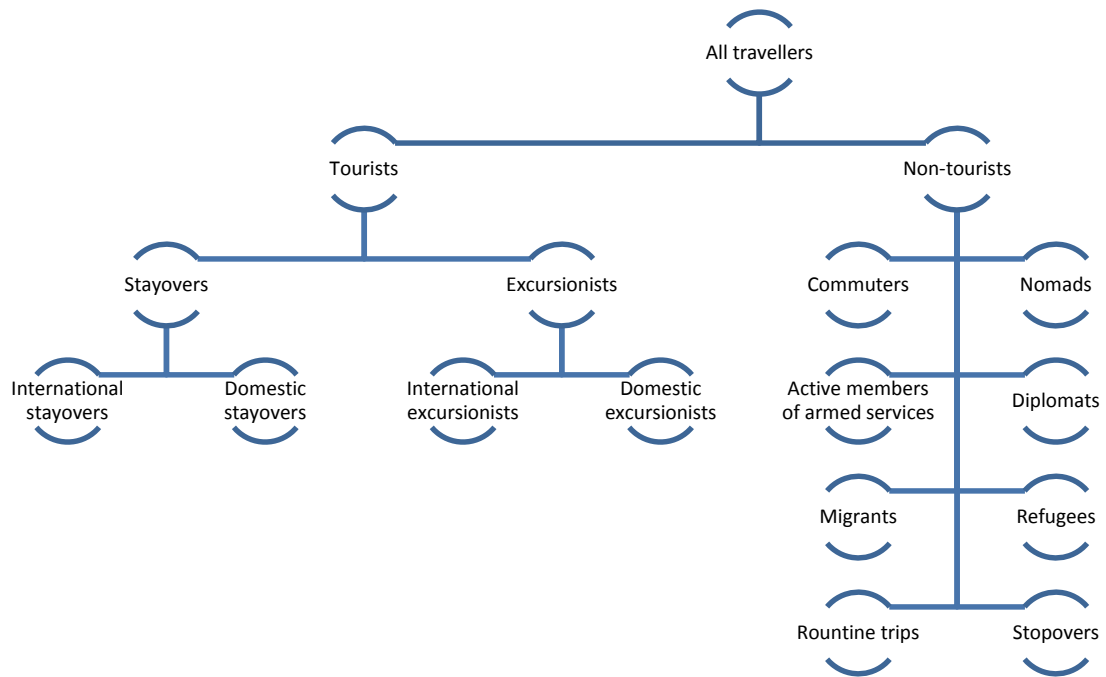 All travellers
Tourists
Non-tourists
Stayovers
Excursionists
Commuters
Nomads
International
stayovers
Domestic
stayovers
International
excursionists
Domestic
excursionists
Active members
of armed services
Diplomats
Migrants
Refugees
Rountine trips
Stopovers